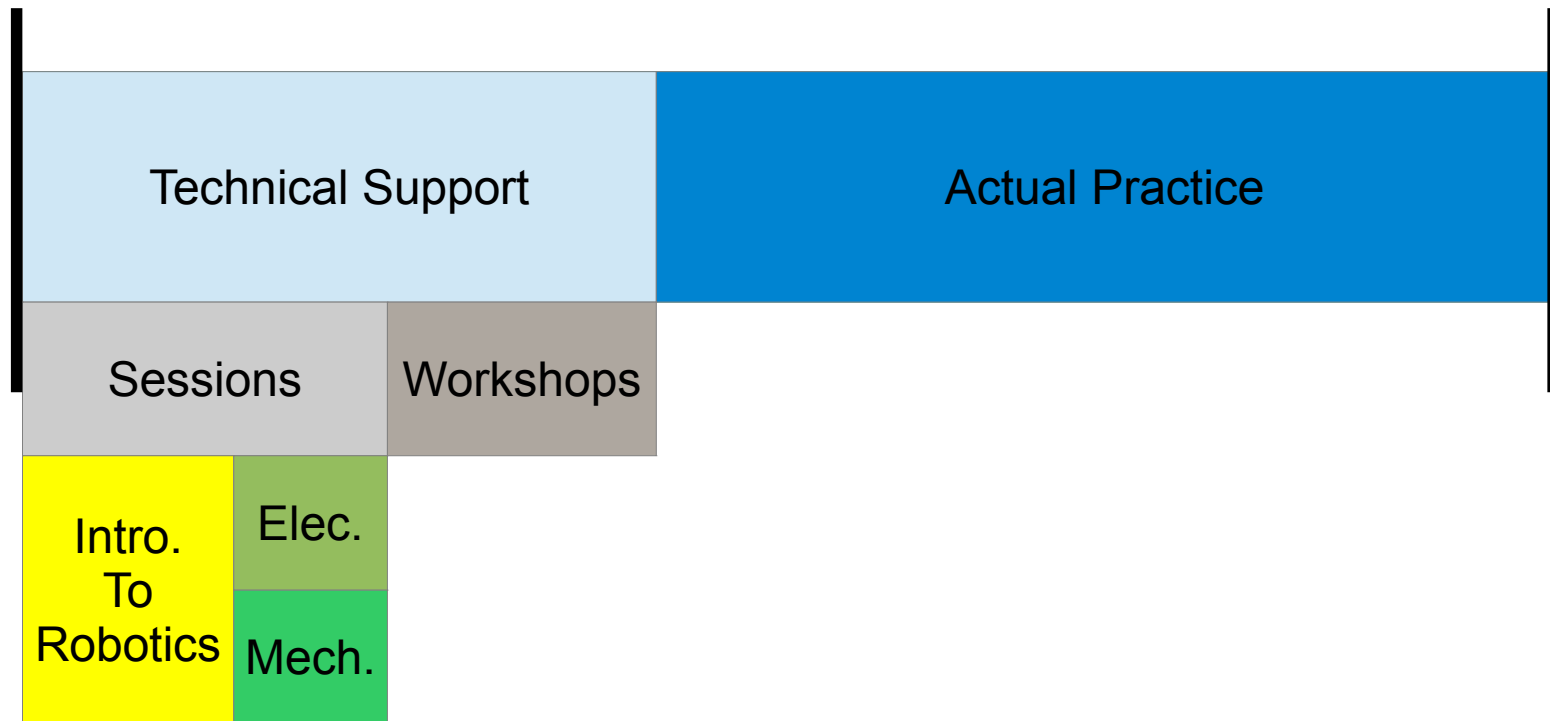 Technical Support
Actual Practice
Sessions
Workshops
Intro.
To
Robotics
Elec.
Mech.